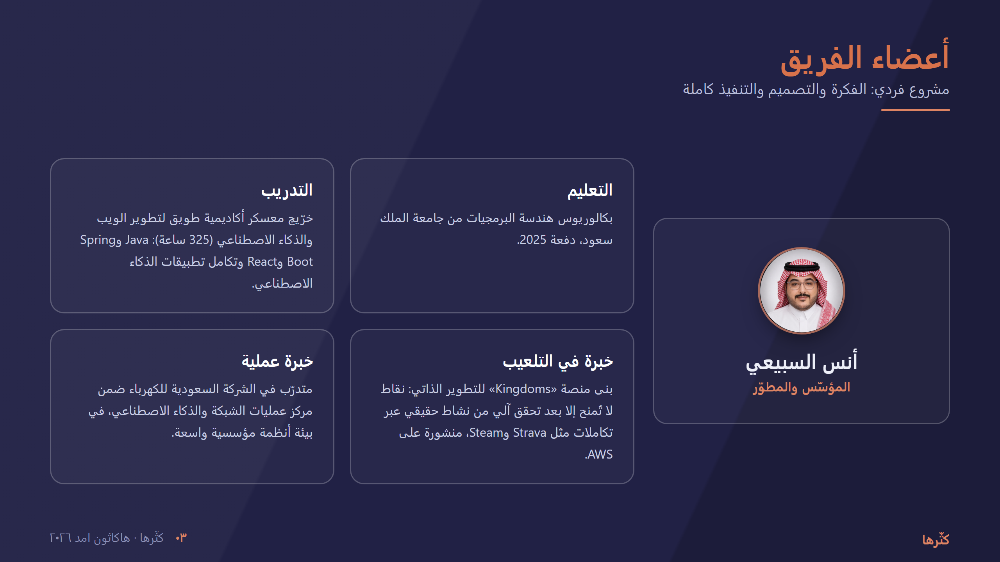 أعضاء الفريق
مشروع فردي: الفكرة والتصميم والتنفيذ كاملة
أنس السبيعي
المؤسّس والمطوّر
التعليم
بكالوريوس هندسة البرمجيات من جامعة الملك
سعود، دفعة 2025.
التدريب
خرّيج معسكر أكاديمية طويق لتطوير الويب
والذكاء الاصطناعي (325 ساعة): Java وSpring
Boot وReact وتكامل تطبيقات الذكاء
الاصطناعي.
خبرة في التلعيب
بنى منصة «Kingdoms» للتطوير الذاتي: نقاط
لا تُمنح إلا بعد تحقق آلي من نشاط حقيقي عبر
تكاملات مثل Strava وSteam، منشورة على
AWS.
خبرة عملية
متدرّب في الشركة السعودية للكهرباء ضمن
مركز عمليات الشبكة والذكاء الاصطناعي، في
بيئة أنظمة مؤسسية واسعة.
كثّرها
٠٣ كثّرها · هاكاثون امد ٢٠٢٦